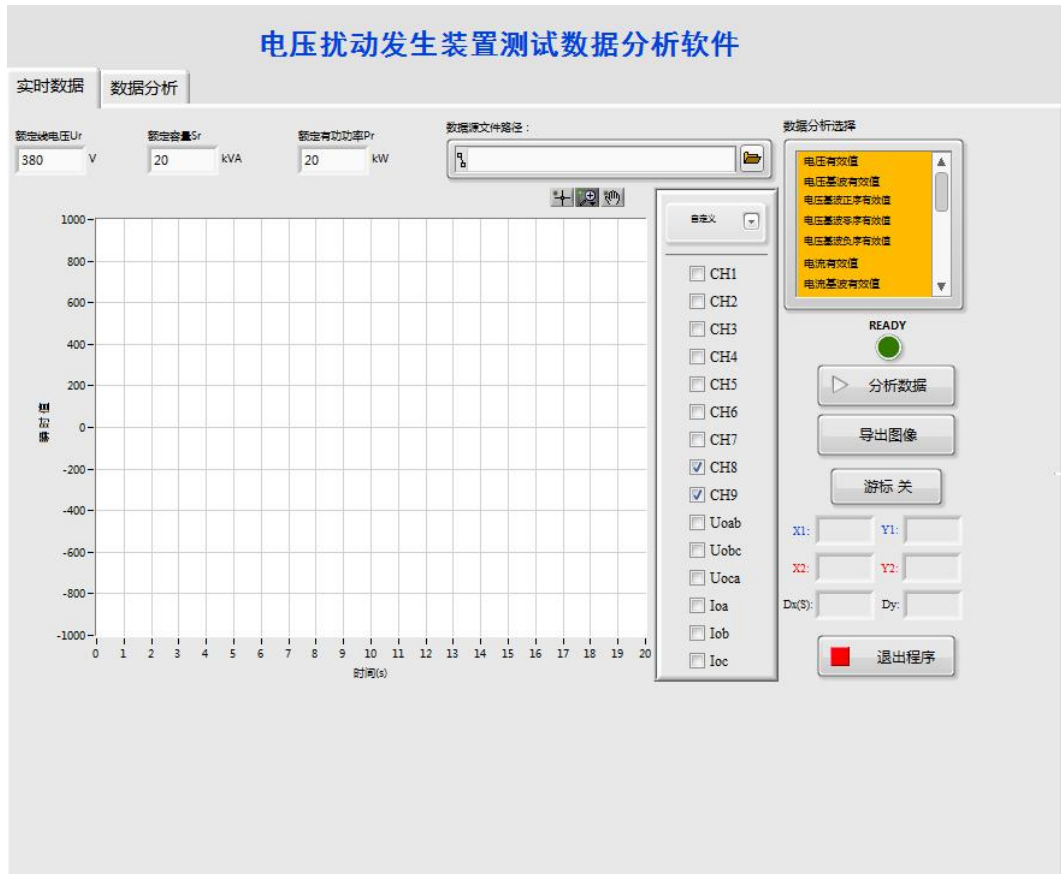 电压扰动发生装置测试数据分析软件
实时数据
数据分析
额定线电压Ur
额定容量Sr
额定有功功率Pr
数据源文件路径：
数据分析选择
380 V
20 kVA
20 kW
电压有效值
电压基波有效值
电压基波正序有效值
电压基波零序有效值
电压基波负序有效值
电流有效值
电流基波有效值
自定义
CH1
CH2
CH3
CH4
CH5
CH6
CH7
CH8
CH9
Uoab
Uobc
Uoca
Ioa
Iob
Ioc
瞬时值
1000
800
600
400
200
0
-200
-400
-600
-800
-1000
0 1 2 3 4 5 6 7 8 9 10 11 12 13 14 15 16 17 18 19 20
时间(s)
READY
分析数据
导出图像
游标 关
X1: Y1:
X2: Y2:
Dx(S): Dy:
退出程序